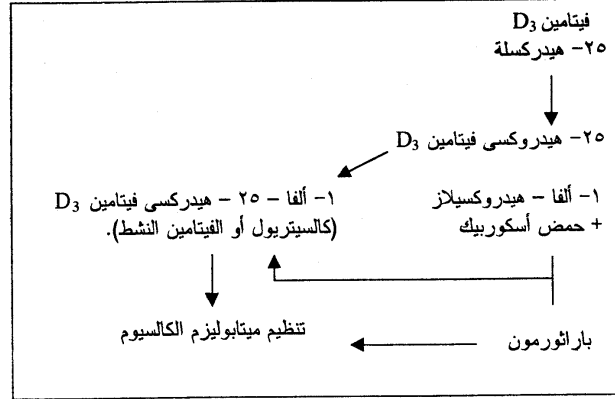 فيتامين D3
٢٥- هيدركسلة
٢٥- هيدروكسى فيتامين D3
١- ألفا - هيدروكسيلاز
+ حمض أسكوربيك
١- ألفا - ٢٥ - هيدركسى فيتامين D3
(كالسيتريول أو الفيتامين النشط).
باراثورمون
تنظيم ميتابوليزم الكالسيوم